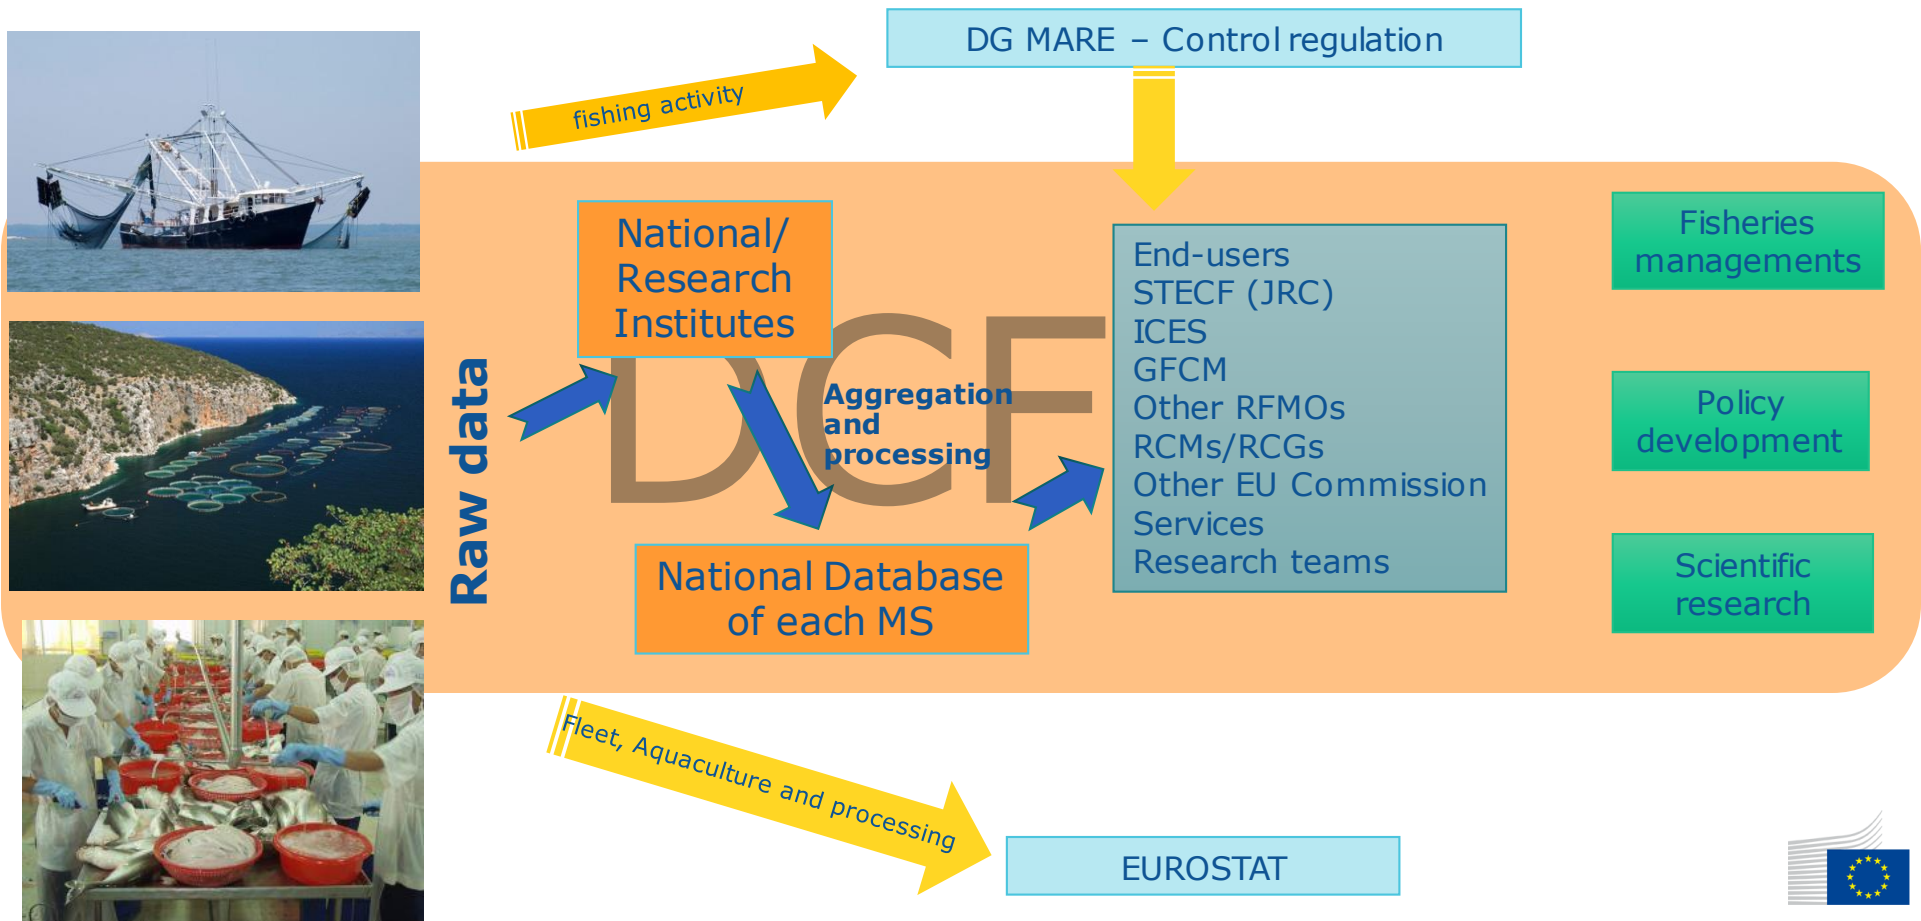 DG MARE – Control regulation
fishing activity
National/
Research
Institutes
Raw data
DCF
Aggregation
and
processing
National Database
of each MS
End-users
STECF (JRC)
ICES
GFCM
Other RFMOs
RCMs/RCGs
Other EU Commission
Services
Research teams
Fisheries
managements
Policy
development
Scientific
research
Fleet, Aquaculture and processing
EUROSTAT